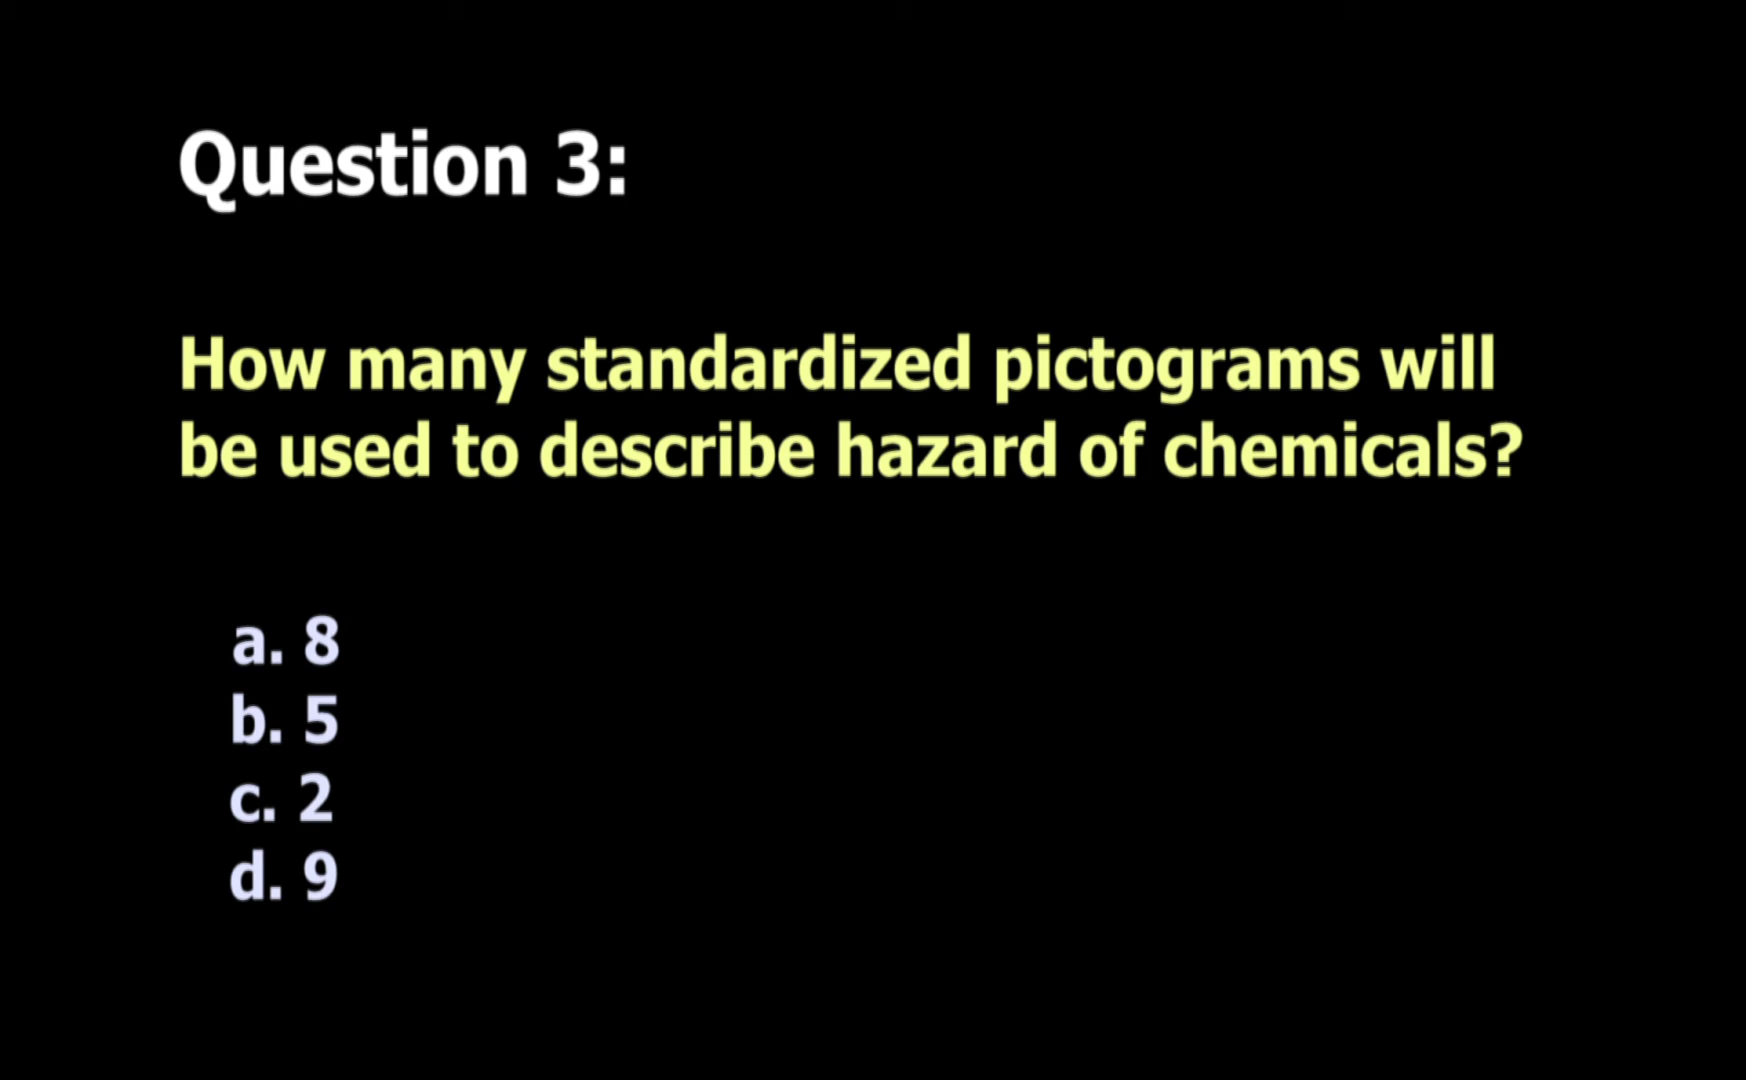 Question 3:
How many standardized pictograms will
be used to describe hazard of chemicals?
a. 8
b. 5
c. 2
d. 9